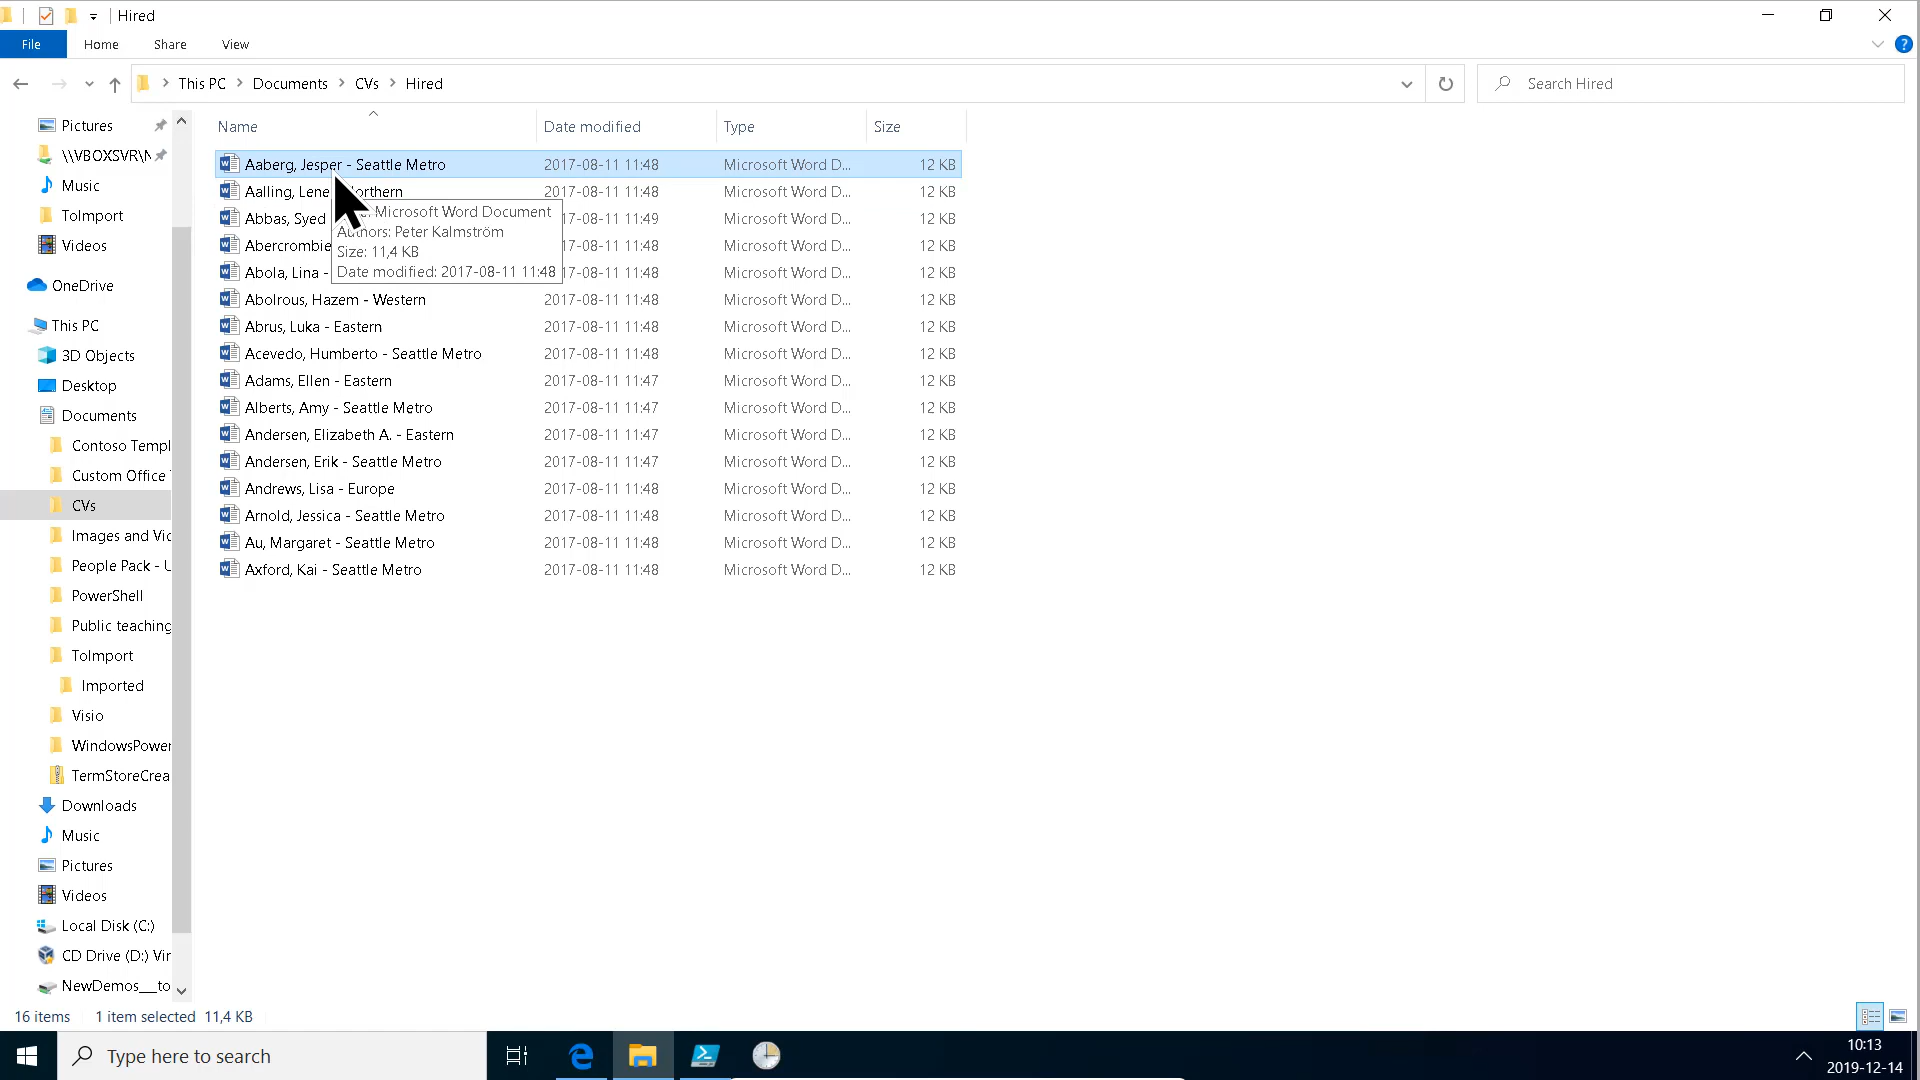 Hired
File Home Share View
This PC Documents CVs Hired
Search Hired
Name Date modified Type Size
Pictures
\\VBOXSVR\
Music
ToImport
Videos
OneDrive
This PC
3D Objects
Desktop
Documents
Contoso Templ
Custom Office
CVs
Images and Vic
People Pack - U
PowerShell
Public teaching
ToImport
Imported
Visio
WindowsPower
TermStoreCrea
Downloads
Music
Pictures
Videos
Local Disk (C:)
CD Drive (D:) Vir
NewDemos__to
Aaberg, Jesper - Seattle Metro 2017-08-11 11:48 Microsoft Word D... 12 KB
Aalling, Lene orthern 2017-08-11 11:48 Microsoft Word D... 12 KB
Abbas, Syed 17-08-11 11:49 Microsoft Word D... 12 KB
Abercrombie 17-08-11 11:48 Microsoft Word D... 12 KB
Abola, Lina - 17-08-11 11:48 Microsoft Word D... 12 KB
Abolrous, Hazem - Western 2017-08-11 11:48 Microsoft Word D... 12 KB
Abrus, Luka - Eastern 2017-08-11 11:48 Microsoft Word D... 12 KB
Acevedo, Humberto - Seattle Metro 2017-08-11 11:48 Microsoft Word D... 12 KB
Adams, Ellen - Eastern 2017-08-11 11:47 Microsoft Word D... 12 KB
Alberts, Amy - Seattle Metro 2017-08-11 11:47 Microsoft Word D... 12 KB
Andersen, Elizabeth A. - Eastern 2017-08-11 11:47 Microsoft Word D... 12 KB
Andersen, Erik - Seattle Metro 2017-08-11 11:47 Microsoft Word D... 12 KB
Andrews, Lisa - Europe 2017-08-11 11:48 Microsoft Word D... 12 KB
Arnold, Jessica - Seattle Metro 2017-08-11 11:48 Microsoft Word D... 12 KB
Au, Margaret - Seattle Metro 2017-08-11 11:48 Microsoft Word D... 12 KB
Axford, Kai - Seattle Metro 2017-08-11 11:48 Microsoft Word D... 12 KB
Microsoft Word Document
Authors: Peter Kalmström
Size: 11,4 KB
Date modified: 2017-08-11 11:48
16 items 1 item selected 11,4 KB
Type here to search
10:13
2019-12-14